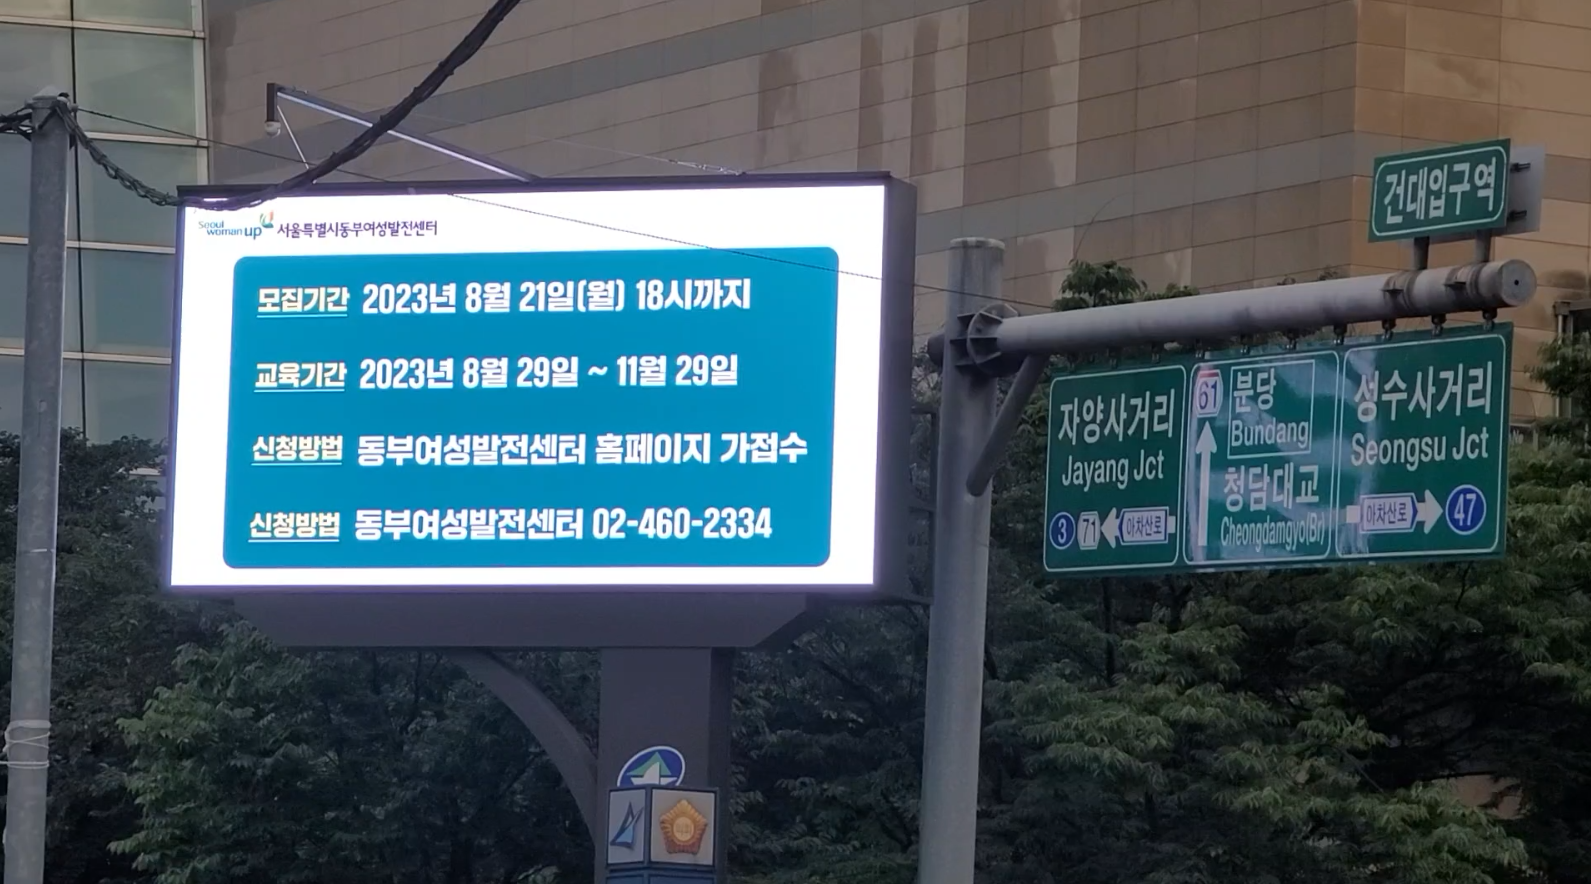 Seoul
woman up 서울특별시동부여성발전센터
모집기간 2023년 8월 21일(월) 18시까지
교육기간 2023년 8월 29일 ~ 11월 29일
신청방법 동부여성발전센터 홈페이지 가접수
신청방법 동부여성발전센터 02-460-2334
건대입구역
자양사거리
Jayang Jct
3 71 아차산로
61 분당
Bundang
청담대교
Cheongdamgyo(Br)
성수사거리
Seongsu Jct
아차산로 47